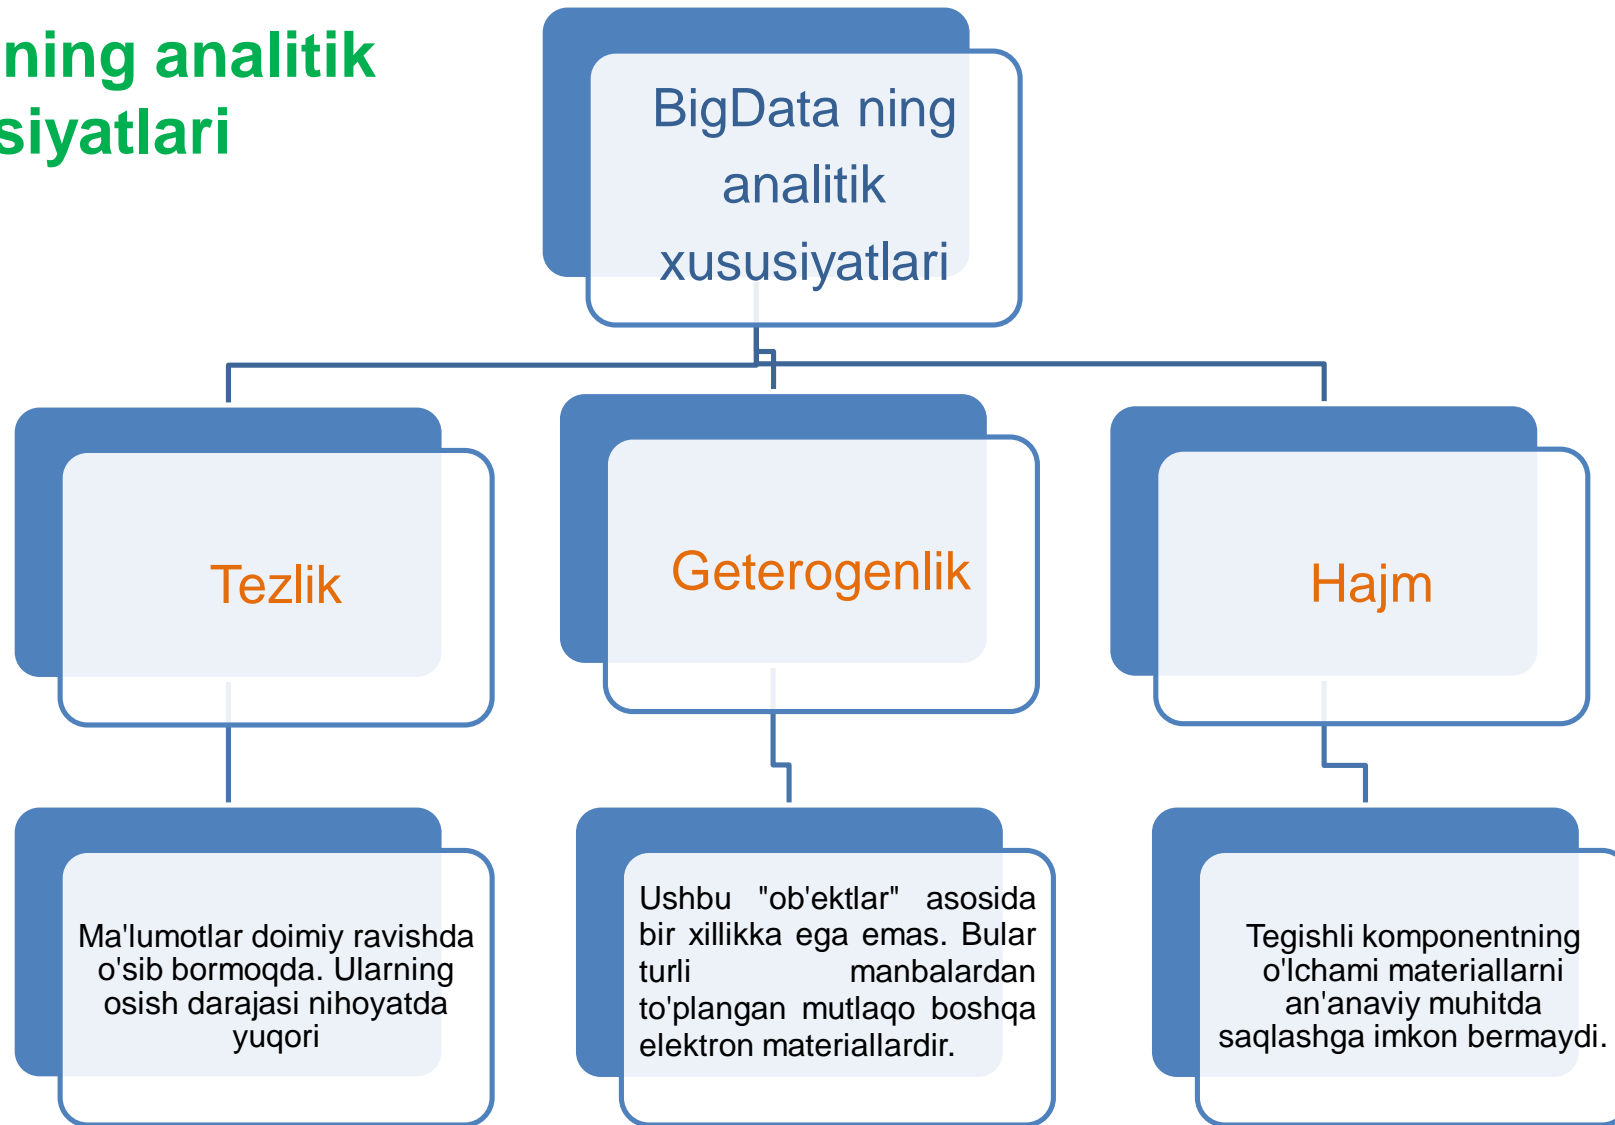 ning analitik
siyatlari
BigData ning
analitik
xususiyatlari
Tezlik
Geterogenlik
Hajm
Ma'lumotlar doimiy ravishda
o'sib bormoqda. Ularning
osish darajasi nihoyatda
yuqori
Ushbu "ob'ektlar" asosida
bir xillikka ega emas. Bular
turli manbalardan
to'plangan mutlaqo boshqa
elektron materiallardir.
Tegishli komponentning
o'lchami materiallarni
an'anaviy muhitda
saqlashga imkon bermaydi.